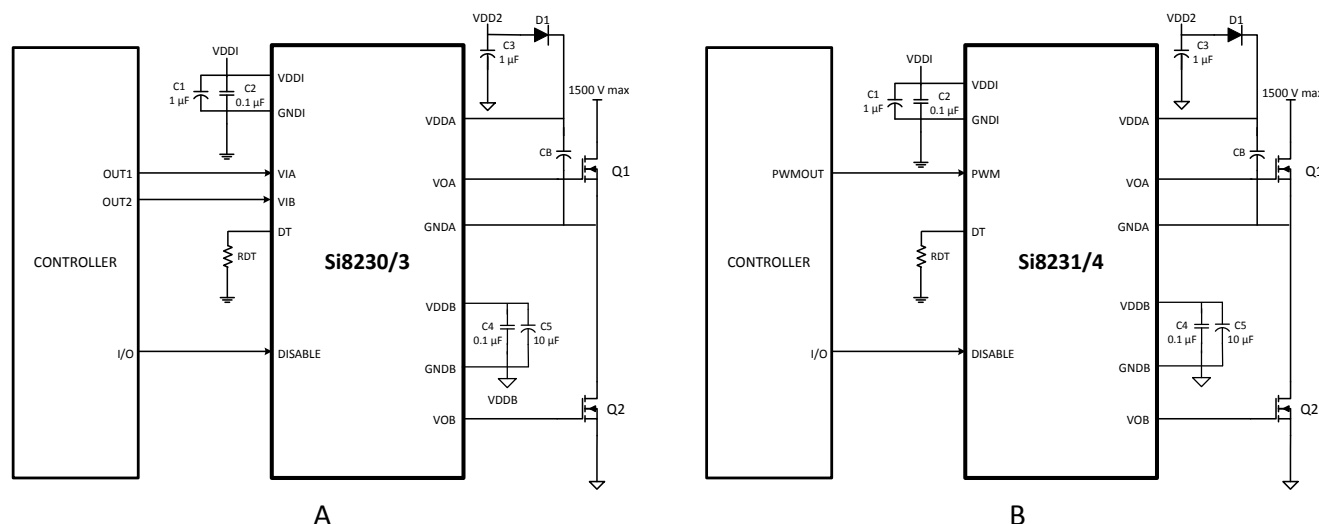 VDD2
D1
C3
1 µF
VDDI
C1
1 µF
C2
0.1 µF
VDDI
GNDI
1500 V max
VDDA
CB
Q1
OUT1
VIA
VOA
OUT2
VIB
DT
GNDA
RDT
CONTROLLER
Si8230/3
VDDB
C4
0.1 µF
C5
10 µF
I/O
DISABLE
GNDB
VDDB
Q2
VOB
A
VDD2
D1
C3
1 µF
VDDI
C1
1 µF
C2
0.1 µF
VDDI
GNDI
1500 V max
VDDA
CB
Q1
PWMOUT
PWM
VOA
DT
GNDA
RDT
CONTROLLER
Si8231/4
VDDB
C4
0.1 µF
C5
10 µF
I/O
DISABLE
GNDB
Q2
VOB
B